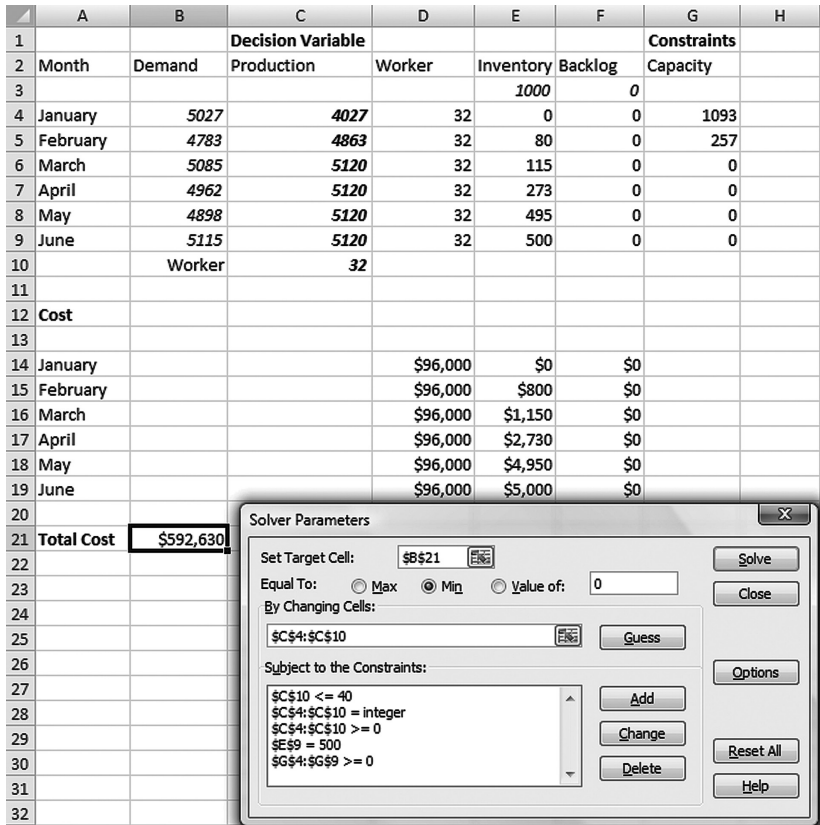 A B C D E F G H
1 Decision Variable Constraints
2 Month Demand Production Worker Inventory Backlog Capacity
3 1000 0
4 January 5027 4027 32 0 0 1093
5 February 4783 4863 32 80 0 257
6 March 5085 5120 32 115 0 0
7 April 4962 5120 32 273 0 0
8 May 4898 5120 32 495 0 0
9 June 5115 5120 32 500 0 0
10 Worker 32
11
12 Cost
13
14 January $96,000 $0 $0
15 February $96,000 $800 $0
16 March $96,000 $1,150 $0
17 April $96,000 $2,730 $0
18 May $96,000 $4,950 $0
19 June $96,000 $5,000 $0
20
21 Total Cost $592,630
22
23
24
25
26
27
28
29
30
31
32
Solver Parameters X
Set Target Cell: $B$21 Solve
Equal To: Max Min Value of: 0 Close
By Changing Cells:
$C$4:$C$10 Guess
Subject to the Constraints: Options
$C$10 <= 40 Add
$C$4:$C$10 = integer
$C$4:$C$10 >= 0 Change
$E$9 = 500
$G$4:$G$9 >= 0 Delete
Reset All
Help